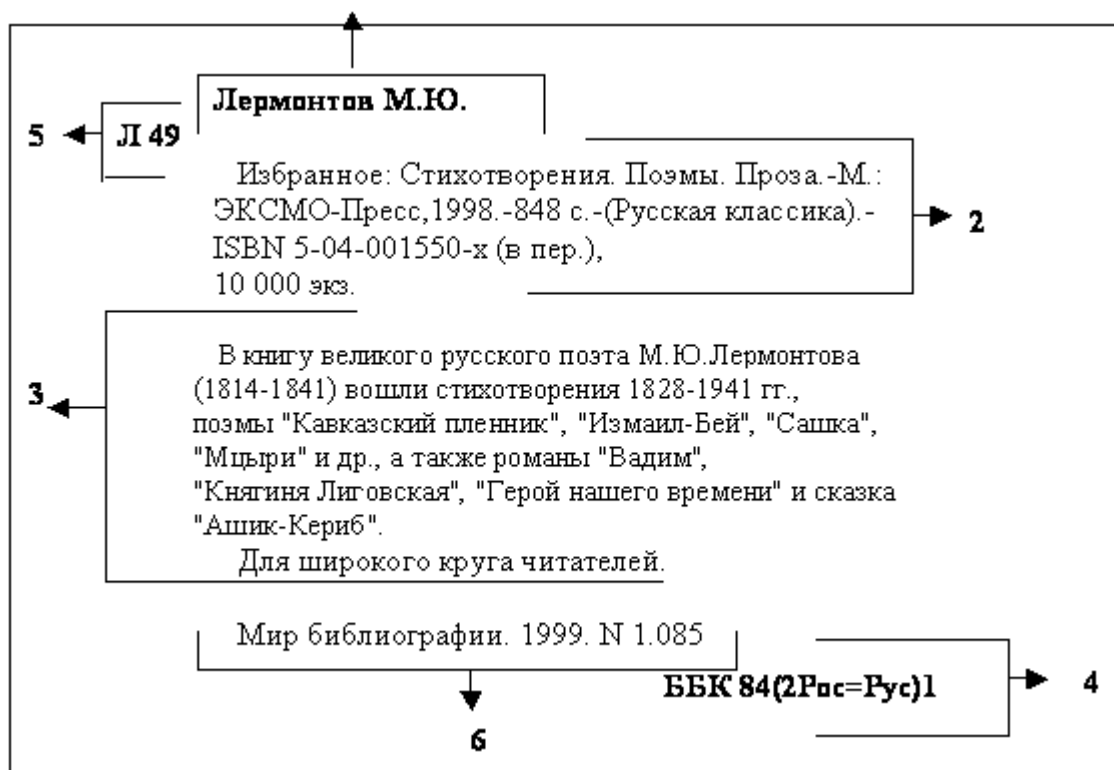 Лермонтов М.Ю.
5 Л 49
Избранное: Стихотворения. Поэмы. Проза.-М.:
ЭКСМО-Пресс,1998.-848 с.-(Русская классика).-
ISBN 5-04-001550-х (в пер.),
10 000 экз.
2
В книгу великого русского поэта М.Ю.Лермонтова
(1814-1841) вошли стихотворения 1828-1941 гг.,
поэмы "Кавказский пленник", "Измаил-Бей", "Сашка",
"Мцыри" и др., а также романы "Вадим",
"Княгиня Лиговская", "Герой нашего времени" и сказка
"Ашик-Кериб".
Для широкого круга читателей.
3
Мир библиографии. 1999. N 1.085
ББК 84(2Рос=Рус)1
4
6